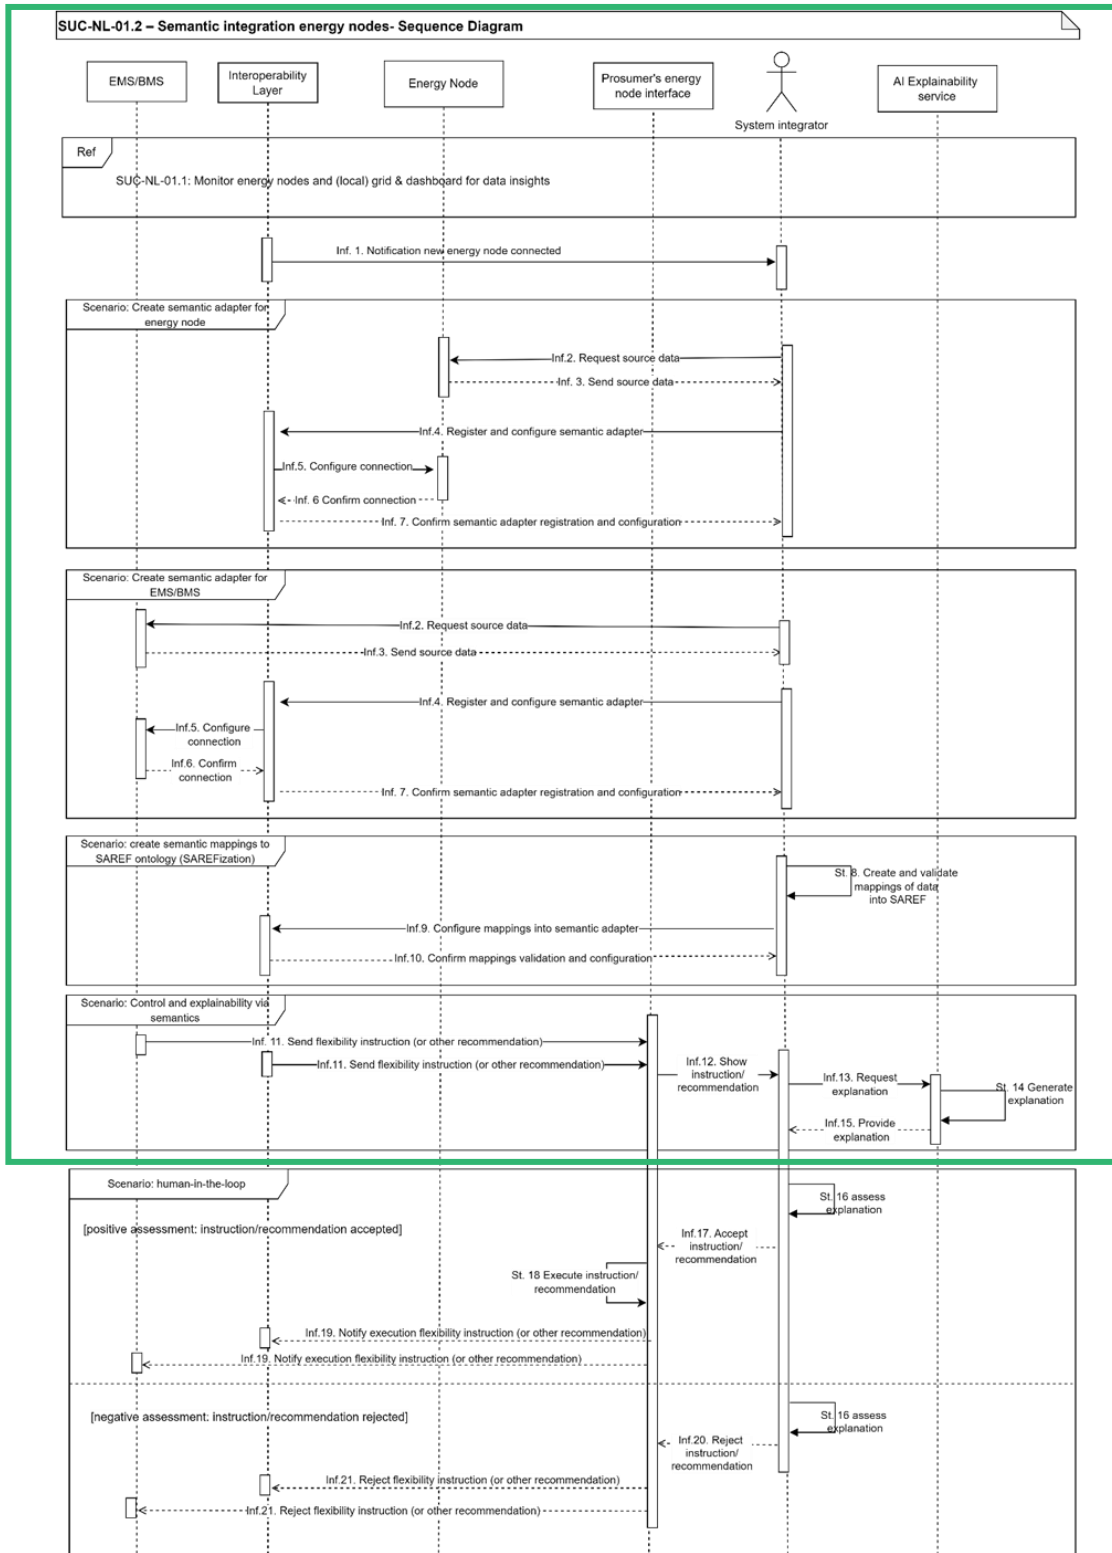 SUC-NL-01.2 – Semantic integration energy nodes- Sequence Diagram
EMS/BMS
Interoperability
Layer
Energy Node
Prosumer's energy
node interface
System integrator
AI Explainability
service
Ref
SUC-NL-01.1: Monitor energy nodes and (local) grid & dashboard for data insights
Inf. 1. Notification new energy node connected
Scenario: Create semantic adapter for
energy node
Inf.2. Request source data
Inf. 3. Send source data
Inf.4. Register and configure semantic adapter
Inf.5. Configure connection
Inf. 6 Confirm connection
Inf. 7. Confirm semantic adapter registration and configuration
Scenario: Create semantic adapter for
EMS/BMS
Inf.2. Request source data
Inf.3. Send source data
Inf.4. Register and configure semantic adapter
Inf.5. Configure
connection
Inf.6. Confirm
connection
Inf. 7. Confirm semantic adapter registration and configuration
Scenario: create semantic mappings to
SAREF ontology (SAREFization)
St. 8. Create and validate
mappings of data
into SAREF
Inf.9. Configure mappings into semantic adapter
Inf.10. Confirm mappings validation and configuration
Scenario: Control and explainability via
semantics
Inf. 11. Send flexibility instruction (or other recommendation)
Inf.11. Send flexibility instruction (or other recommendation)
Inf.12. Show
instruction/
recommendation
Inf.13. Request
explanation
St. 14 Generate
explanation
Inf.15. Provide
explanation
Scenario: human-in-the-loop
St. 16 assess
explanation
[positive assessment: instruction/recommendation accepted]
Inf.17. Accept
instruction/
recommendation
St. 18 Execute instruction/
recommendation
Inf.19. Notify execution flexibility instruction (or other recommendation)
Inf.19. Notify execution flexibility instruction (or other recommendation)
[negative assessment: instruction/recommendation rejected]
St. 16 assess
explanation
Inf.20. Reject
instruction/
recommendation
Inf.21. Reject flexibility instruction (or other recommendation)
Inf.21. Reject flexibility instruction (or other recommendation)